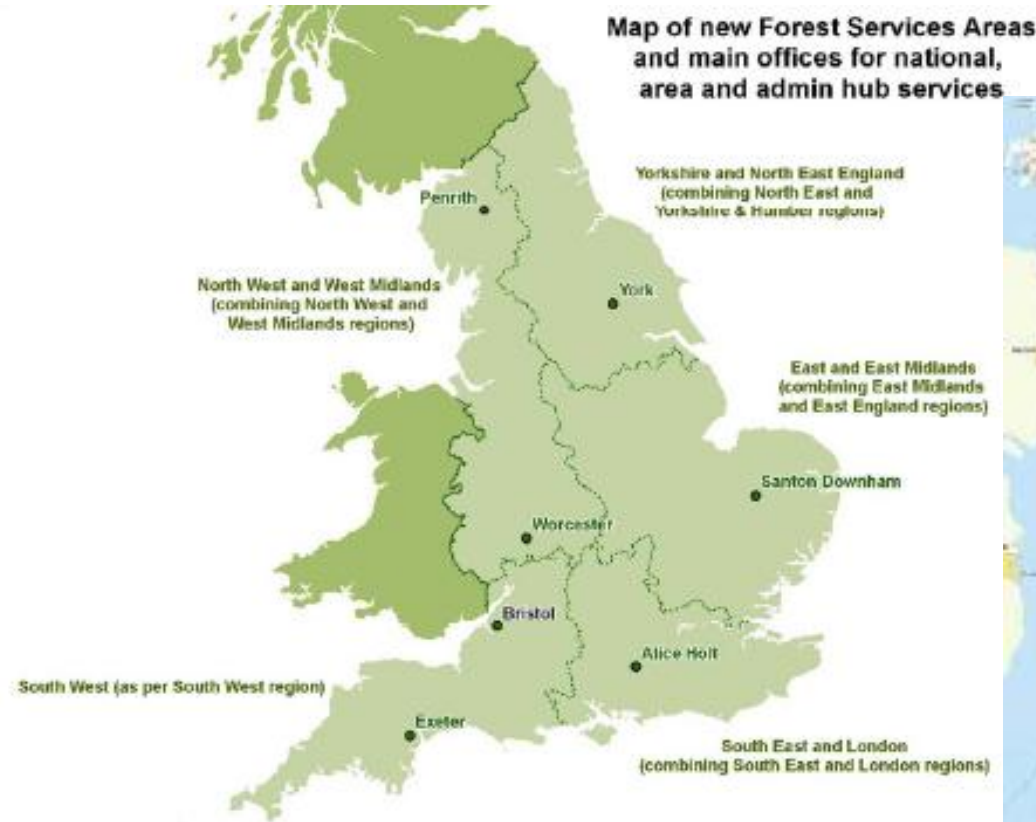 Map of new Forest Services Areas
and main offices for national,
area and admin hub services
Yorkshire and North East England
(combining North East and
Yorkshire & Humber regions)
Penrith
North West and West Midlands
(combining North West and
West Midlands regions)
York
East and East Midlands
(combining East Midlands
and East England regions)
Santon Downham
Worcester
Bristol
Alice Holt
South West (as per South West region)
Exeter
South East and London
(combining South East and London regions)